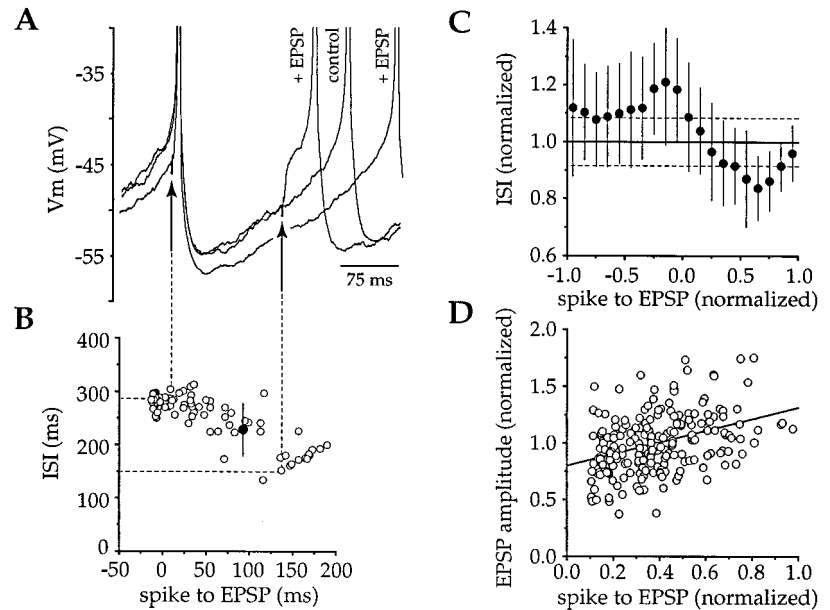 A
-35
-45
-55
Vm (mV)
+ EPSP
control
+ EPSP
75 ms
B
400
300
200
100
0
ISI (ms)
-50 0 50 100 150 200
spike to EPSP (ms)
C
1.4
1.2
1.0
0.8
0.6
ISI (normalized)
-1.0 -0.5 0.0 0.5 1.0
spike to EPSP (normalized)
D
2.0
1.5
1.0
0.5
0.0
EPSP amplitude (normalized)
0.0 0.2 0.4 0.6 0.8 1.0
spike to EPSP (normalized)